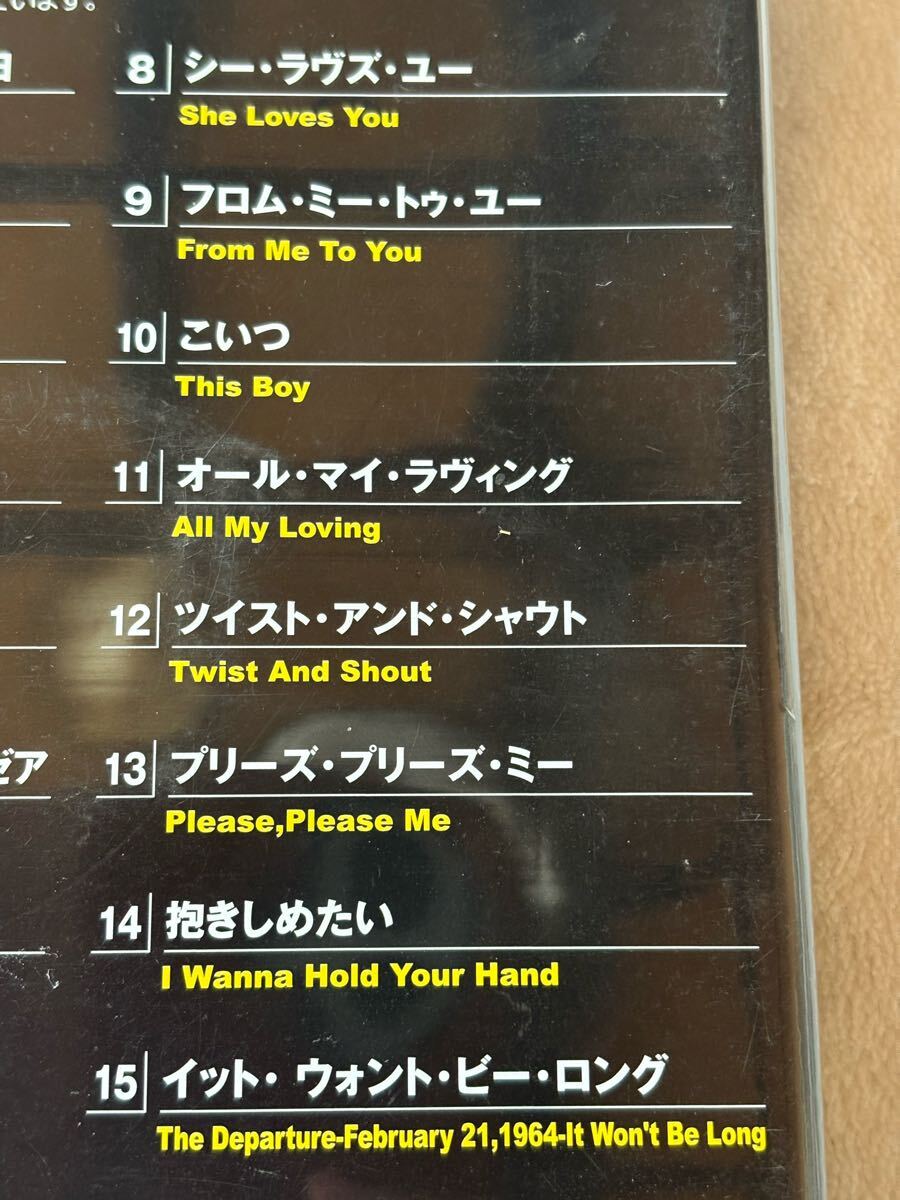 います。
8 シー・ラヴズ・ユー
She Loves You
9 フロム・ミー・トゥ・ユー
From Me To You
10 こいつ
This Boy
11 オール・マイ・ラヴィング
All My Loving
12 ツイスト・アンド・シャウト
Twist And Shout
ゼア
13 プリーズ・プリーズ・ミー
Please,Please Me
14 抱きしめたい
I Wanna Hold Your Hand
15 イット・ ウォント・ビー・ロング
The Departure-February 21,1964-It Won't Be Long